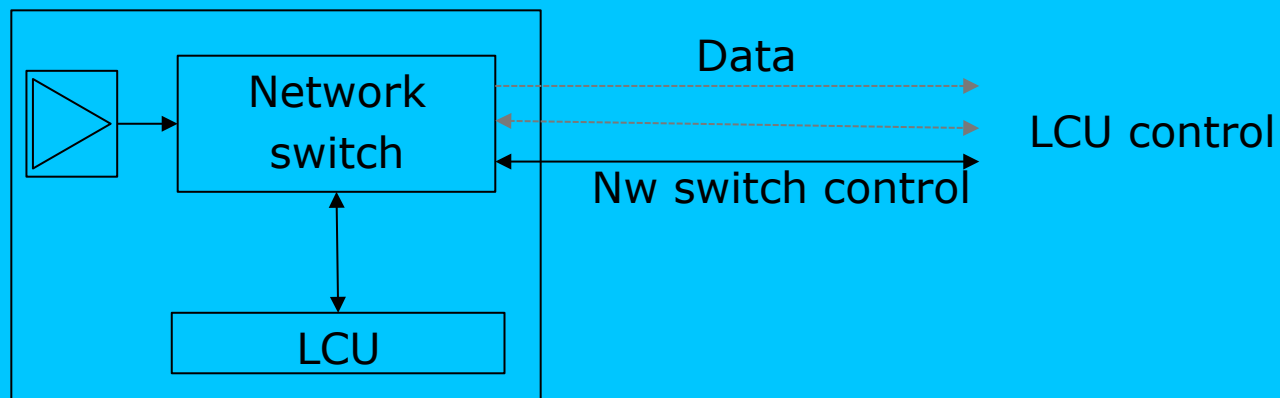 Data
Network
switch
LCU control
Nw switch control
LCU